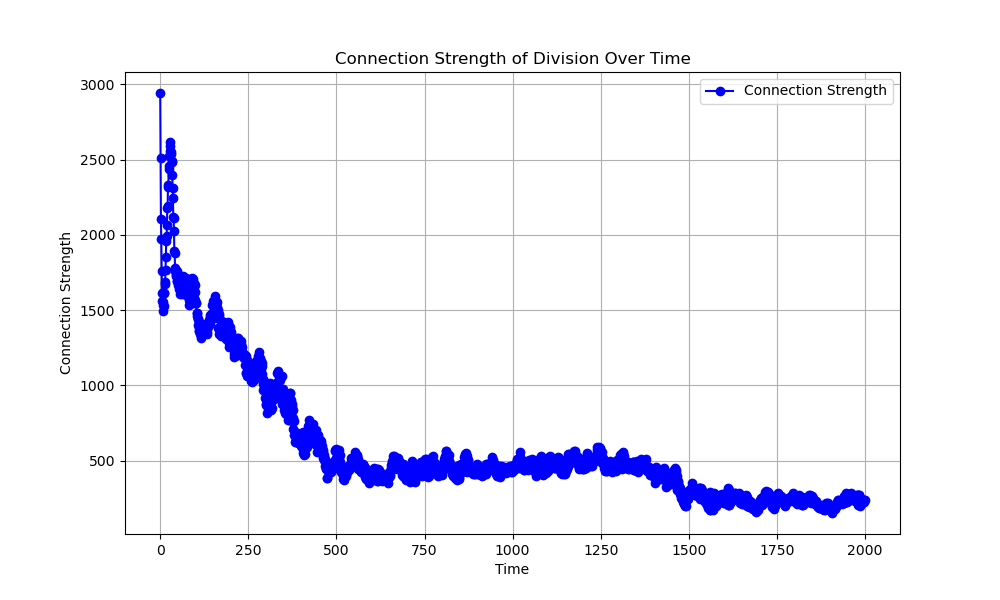 Connection Strength of Division Over Time
Connection Strength
3000
2500
2000
1500
1000
500
Connection Strength
0 250 500 750 1000 1250 1500 1750 2000
Time